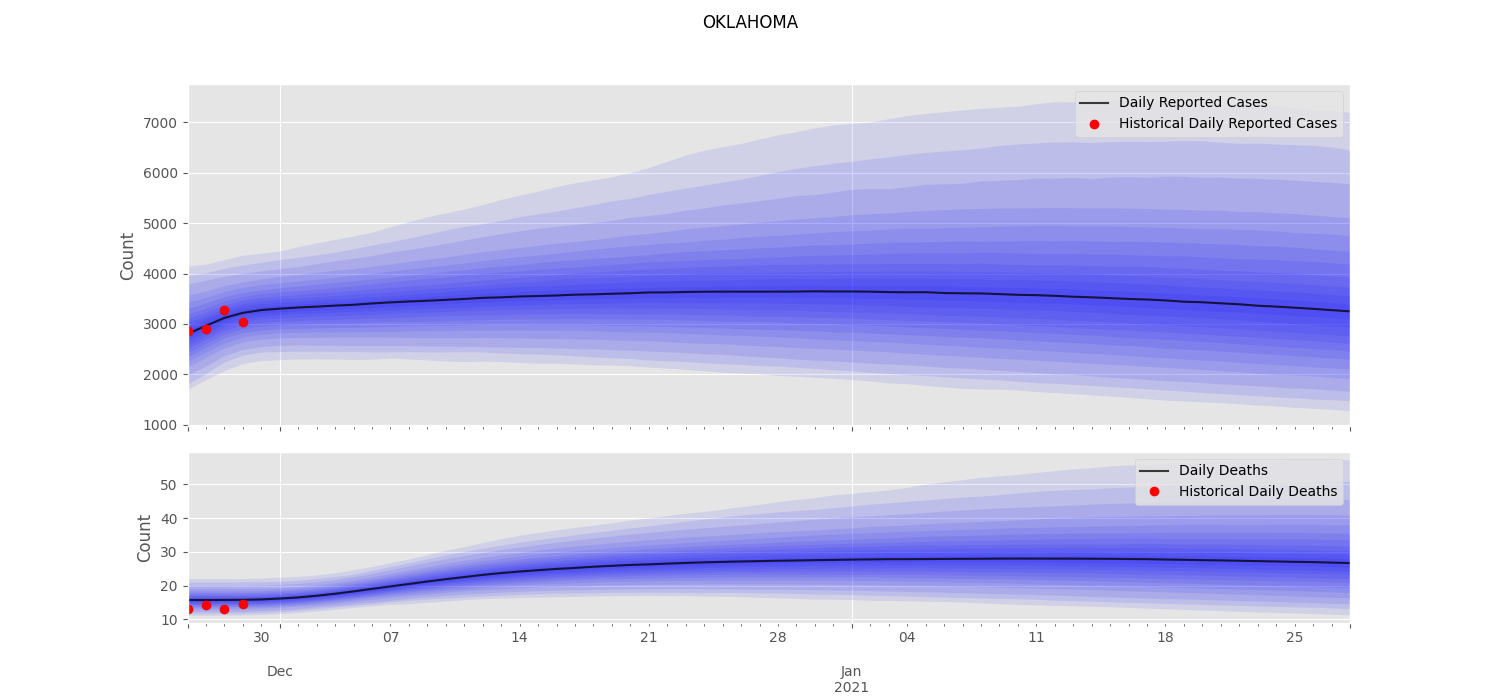 OKLAHOMA
Count
7000
6000
5000
4000
3000
2000
1000
Daily Reported Cases
Historical Daily Reported Cases
Count
50
40
30
20
10
Daily Deaths
Historical Daily Deaths
30 07 14 21 28 04 11 18 25
Dec Jan
2021